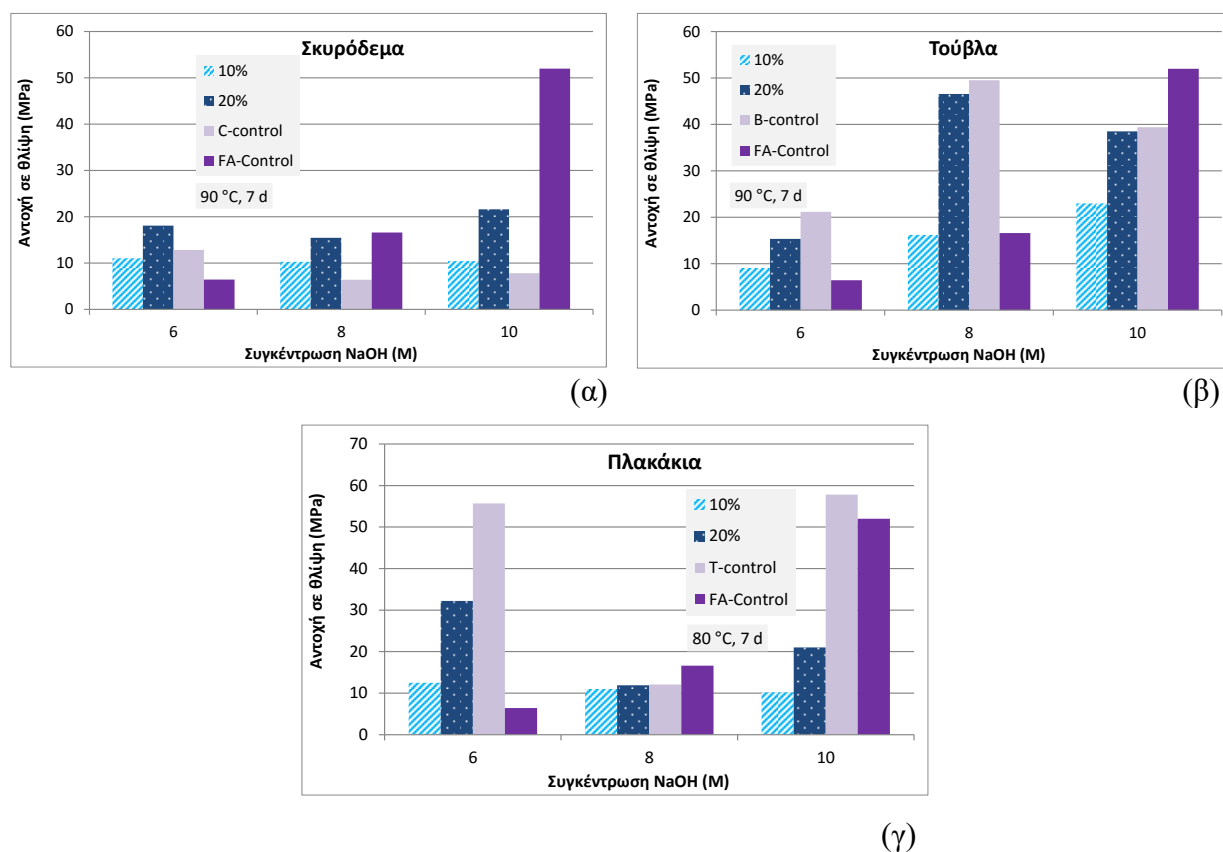 Σκυρόδεμα
Αντοχή σε θλίψη (MPa)
60
50
40
30
20
10
0
10%
20%
C-control
FA-Control
90 °C, 7 d
6
8
10
Συγκέντρωση NaOH (M)
(α)
Τούβλα
Αντοχή σε θλίψη (MPa)
60
50
40
30
20
10
0
10%
20%
B-control
FA-Control
90 °C, 7 d
6
8
10
Συγκέντρωση NaOH (M)
(β)
Πλακάκια
Αντοχή σε θλίψη (MPa)
70
60
50
40
30
20
10
0
10%
20%
T-control
FA-Control
80 °C, 7 d
6
8
10
Συγκέντρωση NaOH (M)
(γ)